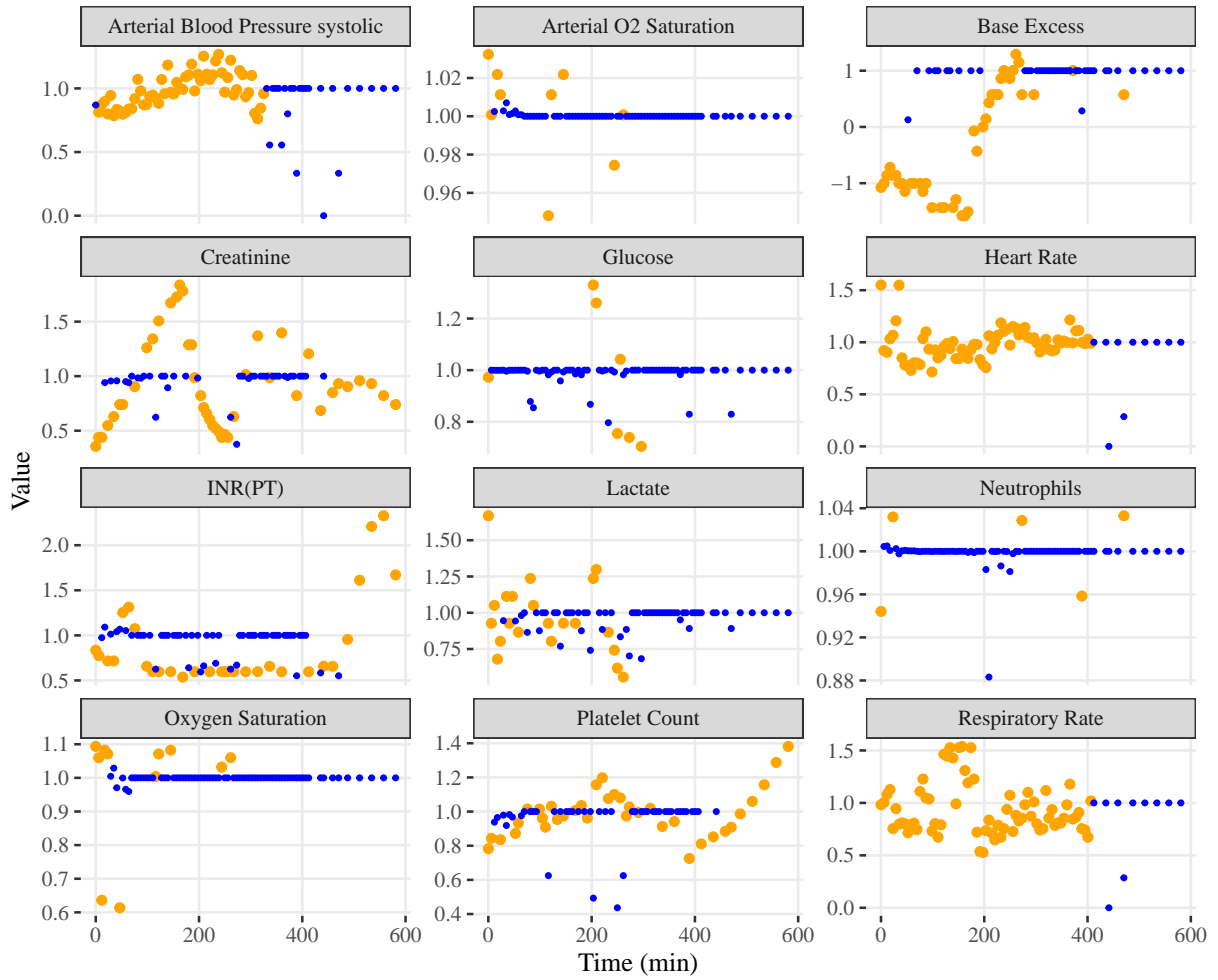 Arterial Blood Pressure systolic
Arterial O2 Saturation
Base Excess
1.0
0.5
0.0
1.02
1.00
0.98
0.96
1
0
−1
Creatinine
Glucose
Heart Rate
1.5
1.0
0.5
1.2
1.0
0.8
1.5
1.0
0.5
0.0
Value
INR(PT)
Lactate
Neutrophils
2.0
1.5
1.0
0.5
1.50
1.25
1.00
0.75
1.04
1.00
0.96
0.92
0.88
Oxygen Saturation
Platelet Count
Respiratory Rate
1.1
1.0
0.9
0.8
0.7
0.6
1.4
1.2
1.0
0.8
0.6
0.4
1.5
1.0
0.5
0.0
0 200 400 600
0 200 400 600
0 200 400 600
Time (min)